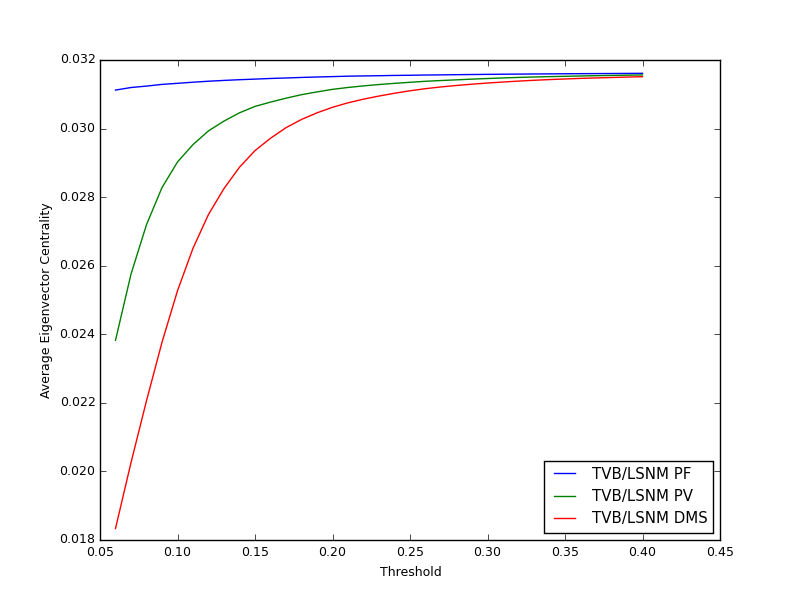 0.032
0.030
0.028
0.026
0.024
0.022
0.020
0.018
Average Eigenvector Centrality
TVB/LSNM PF
TVB/LSNM PV
TVB/LSNM DMS
0.05 0.10 0.15 0.20 0.25 0.30 0.35 0.40 0.45
Threshold